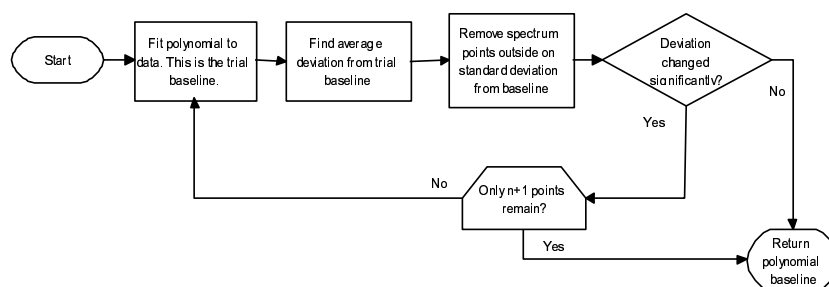 Start
Fit polynomial to
data. This is the trial
baseline.
Find average
deviation from trial
baseline
Remove spectrum
points outside on
standard deviation
from baseline
Deviation
changed
significantly?
No
Yes
No
Only n+1 points
remain?
Yes
Return
polynomial
baseline